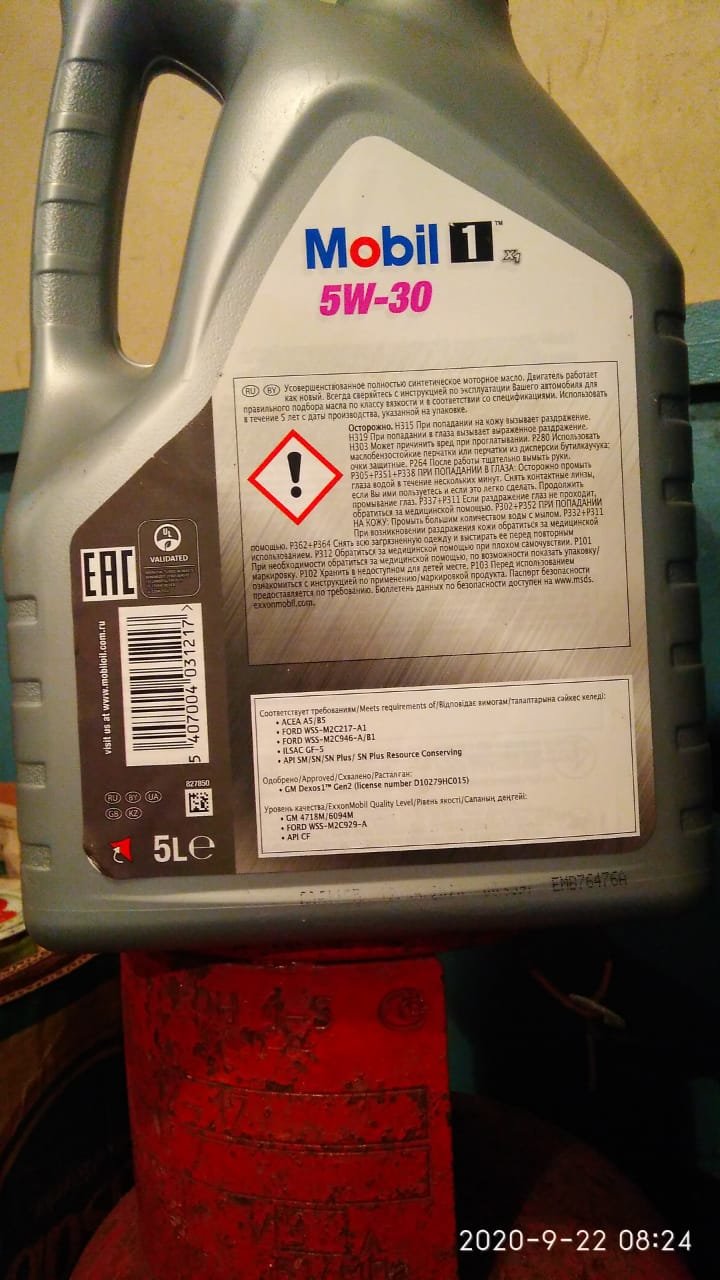 Mobil 1™ x1
5W-30
RU BY Усовершенствованное полностью синтетическое моторное масло. Двигатель работает
как новый. Всегда сверяйтесь с инструкцией по эксплуатации Вашего автомобиля для
правильного подбора масла по классу вязкости и в соответствии со спецификациями. Использовать
в течение 5 лет с даты производства, указанной на упаковке.
Осторожно. H315 При попадании на кожу вызывает раздражение.
H319 При попадании в глаза вызывает выраженное раздражение.
H303 Может причинить вред при проглатывании. P280 Использовать
маслобензостойкие перчатки или перчатки из дисперсии бутилкаучука;
очки защитные. P264 После работы тщательно вымыть руки.
P305+P351+P338 ПРИ ПОПАДАНИИ В ГЛАЗА: Осторожно промыть
глаза водой в течение нескольких минут. Снять контактные линзы,
если Вы ими пользуетесь и если это легко сделать. Продолжить
промывание глаз. P337+P311 Если раздражение глаз не проходит,
обратиться за медицинской помощью. P302+P352 ПРИ ПОПАДАНИИ
НА КОЖУ: Промыть большим количеством воды с мылом. P332+P311
При возникновении раздражения кожи обратиться за медицинской
помощью. P362+P364 Снять всю загрязненную одежду и выстирать ее перед повторным
использованием. P312 Обратиться за медицинской помощью при плохом самочувствии. P101
При необходимости обратиться за медицинской помощью, по возможности показать упаковку/
маркировку. P102 Хранить в недоступном для детей месте. P103 Перед использованием
ознакомиться с инструкцией по применению/маркировкой продукта. Паспорт безопасности
предоставляется по требованию. Бюллетень данных по безопасности доступен на www.msds.
exxonmobil.com.
UL
VALIDATED
EAC
visit us at www.mobiloil.com.ru
5 407004 031217
827850
RU BY UA
GB KZ
5L℮
Соответствует требованиям/Meets requirements of/Відповідає вимогам/талаптарына сәйкес келеді:
• ACEA A5/B5
• FORD WSS-M2C217-A1
• FORD WSS-M2C946-A/B1
• ILSAC GF-5
• API SM/SN/SN Plus/ SN Plus Resource Conserving
Одобрено/Approved/Схвалено/Расталған:
• GM Dexos1™ Gen2 (license number D10279HC015)
Уровень качества/ExxonMobil Quality Level/Рівень якості/Сапаның деңгейі:
• GM 4718M/6094M
• FORD WSS-M2C929-A
• API CF
EMB76476A
2020-9-22 08:24